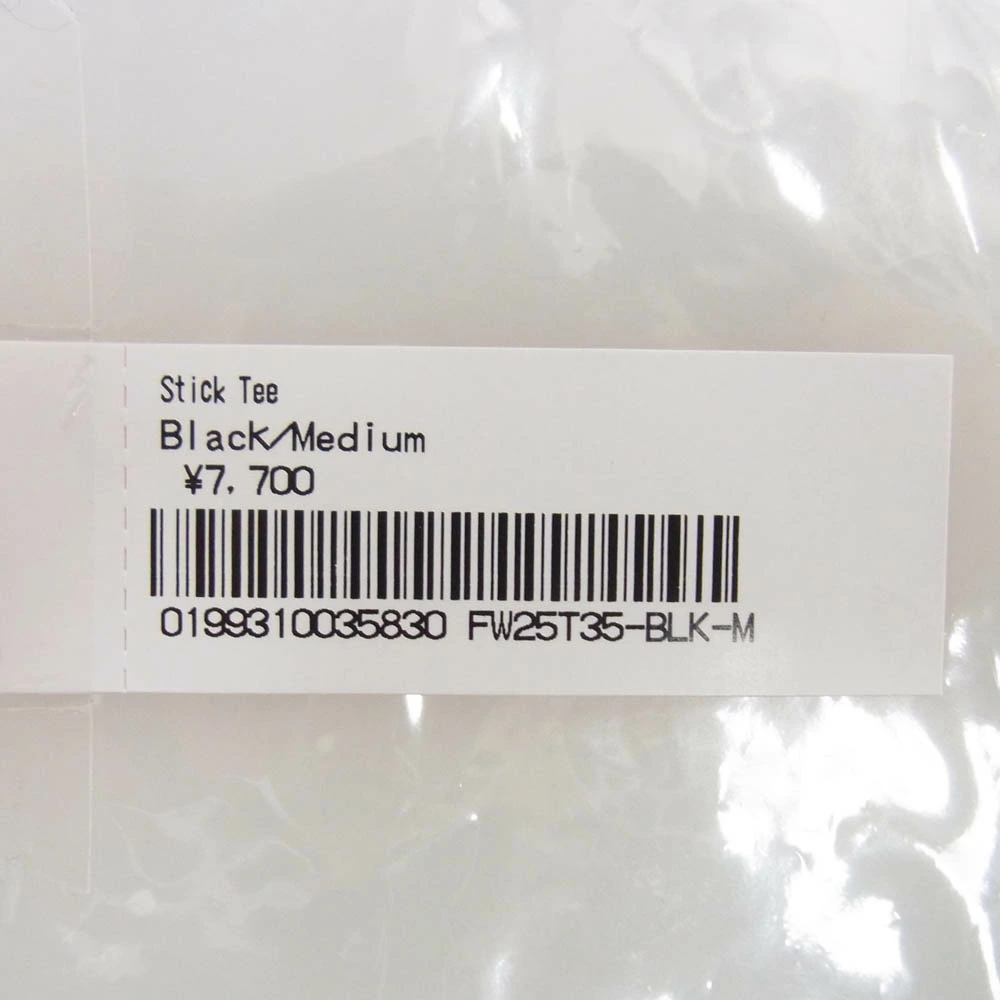 Stick Tee
Black/Medium
¥7,700
0199310035830 FW25T35-BLK-M